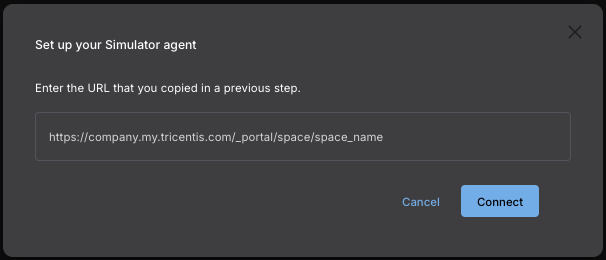 Set up your Simulator agent
Enter the URL that you copied in a previous step.
https://company.my.tricentis.com/_portal/space/space_name
Cancel
Connect